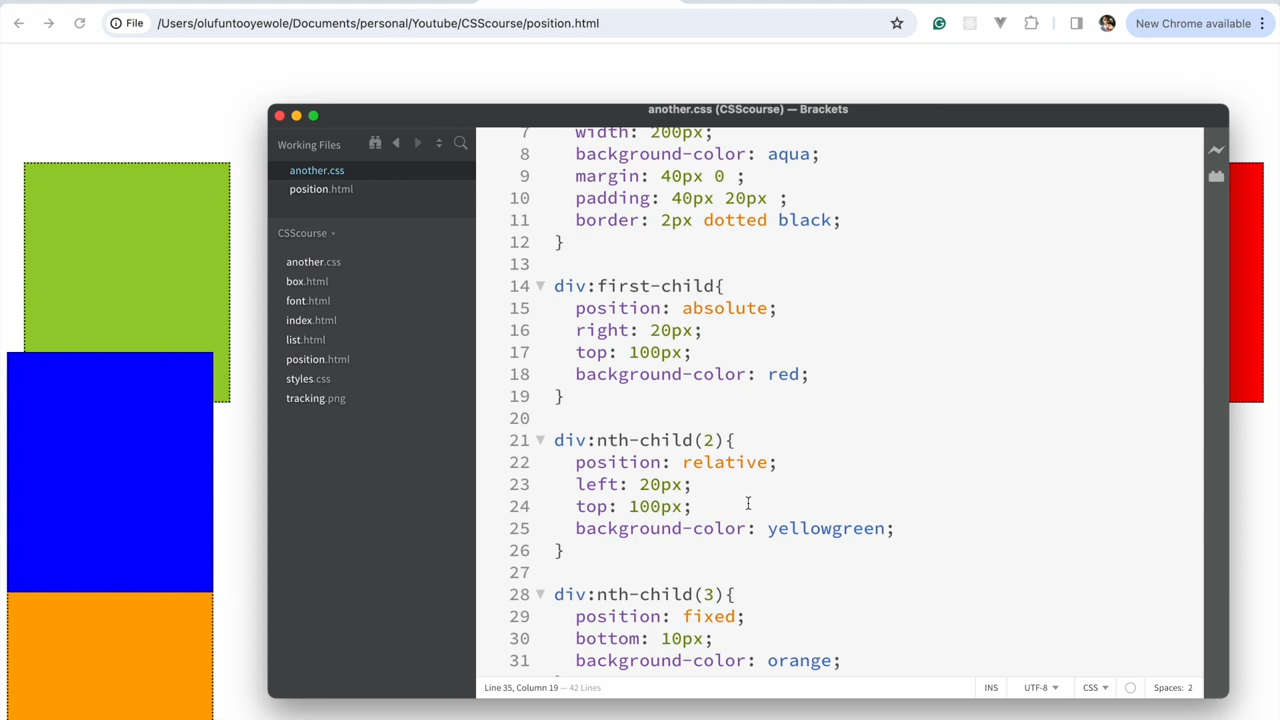 File
/Users/olufuntooyewole/Documents/personal/Youtube/CSScourse/position.html
New Chrome available
another.css (CSScourse) — Brackets
Working Files
another.css
position.html
CSScourse
another.css
box.html
font.html
index.html
list.html
position.html
styles.css
tracking.png
7 width: 200px;
8 background-color: aqua;
9 margin: 40px 0 ;
10 padding: 40px 20px ;
11 border: 2px dotted black;
12 }
13
14 div:first-child{
15 position: absolute;
16 right: 20px;
17 top: 100px;
18 background-color: red;
19 }
20
21 div:nth-child(2){
22 position: relative;
23 left: 20px;
24 top: 100px;
25 background-color: yellowgreen;
26 }
27
28 div:nth-child(3){
29 position: fixed;
30 bottom: 10px;
31 background-color: orange;
Line 35, Column 19 — 42 Lines
INS
UTF-8
CSS
Spaces: 2